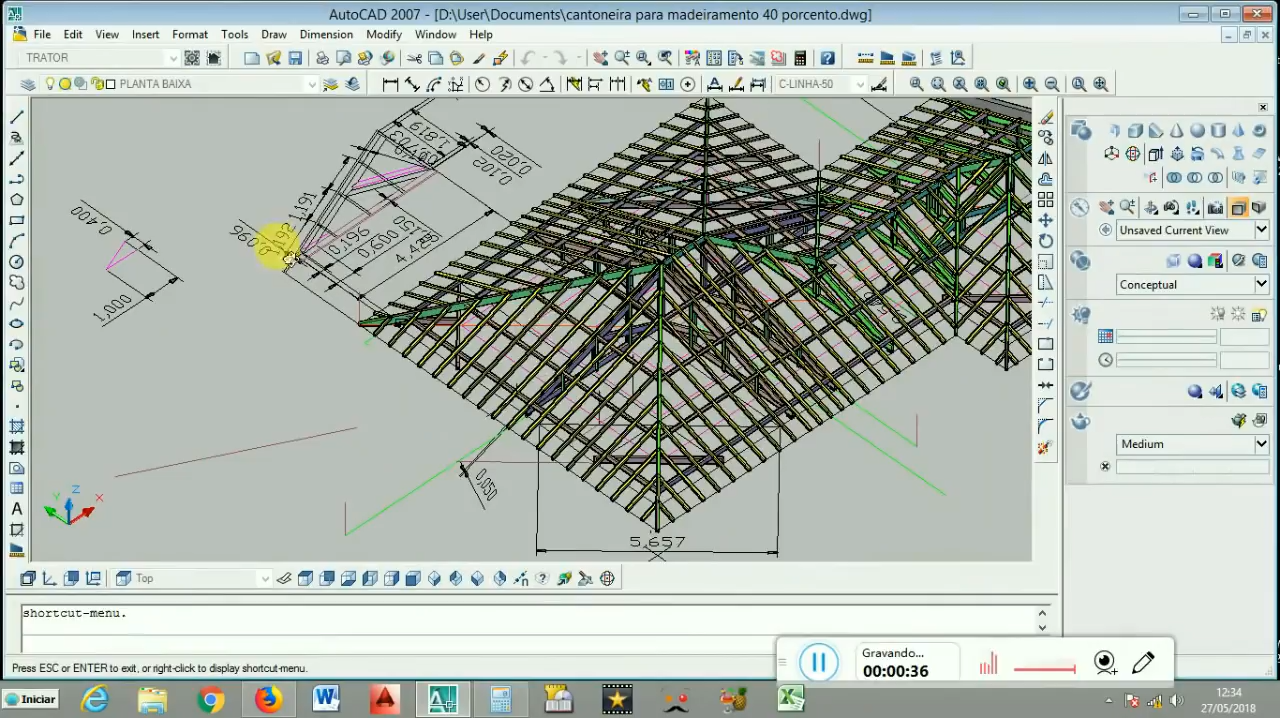 AutoCAD 2007 - [D:\User\Documents\cantoneira para madeiramento 40 porcento.dwg]
File Edit View Insert Format Tools Draw Dimension Modify Window Help
TRATOR
PLANTA BAIXA
C-LINHA-50
1,819
0,020
0,102
1,191
0,400
0,096
0,196
0,600
1,000
Unsaved Current View
Conceptual
Medium
0,050
5,657
Z
Y
X
Top
shortcut-menu.
Press ESC or ENTER to exit, or right-click to display shortcut-menu.
Gravando...
00:00:36
Iniciar
12:34
27/05/2018